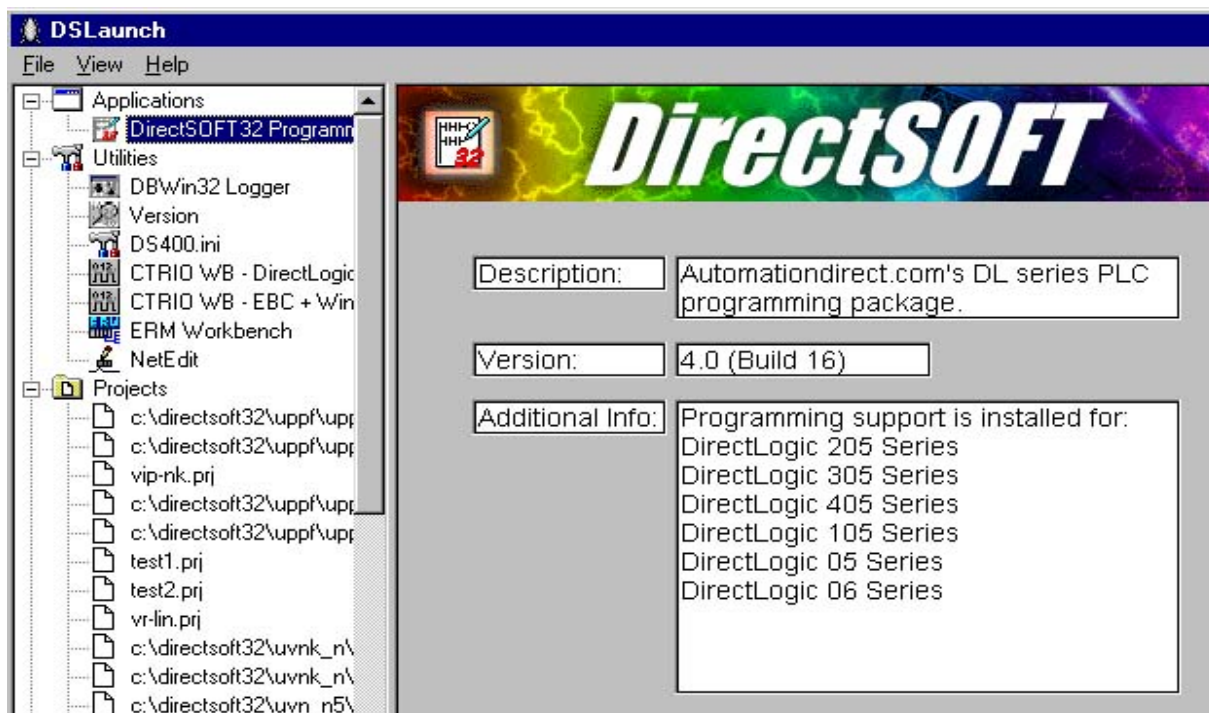 DSLaunch
File View Help
Applications
DirectSOFT32 Programm
Utilities
DBWin32 Logger
Version
DS400.ini
CTRIO WB - DirectLogic
CTRIO WB - EBC + Win
ERM Workbench
NetEdit
Projects
c:\directsoft32\uppf\upp
c:\directsoft32\uppf\upp
vip-nk.prj
c:\directsoft32\uppf\upp
c:\directsoft32\uppf\upp
test1.prj
test2.prj
vr-lin.prj
c:\directsoft32\uvnk_n\
c:\directsoft32\uvnk_n\
c:\directsoft32\uvn_n5\
32
DirectSOFT
Description:
Automationdirect.com's DL series PLC
programming package.
Version:
4.0 (Build 16)
Additional Info:
Programming support is installed for:
DirectLogic 205 Series
DirectLogic 305 Series
DirectLogic 405 Series
DirectLogic 105 Series
DirectLogic 05 Series
DirectLogic 06 Series